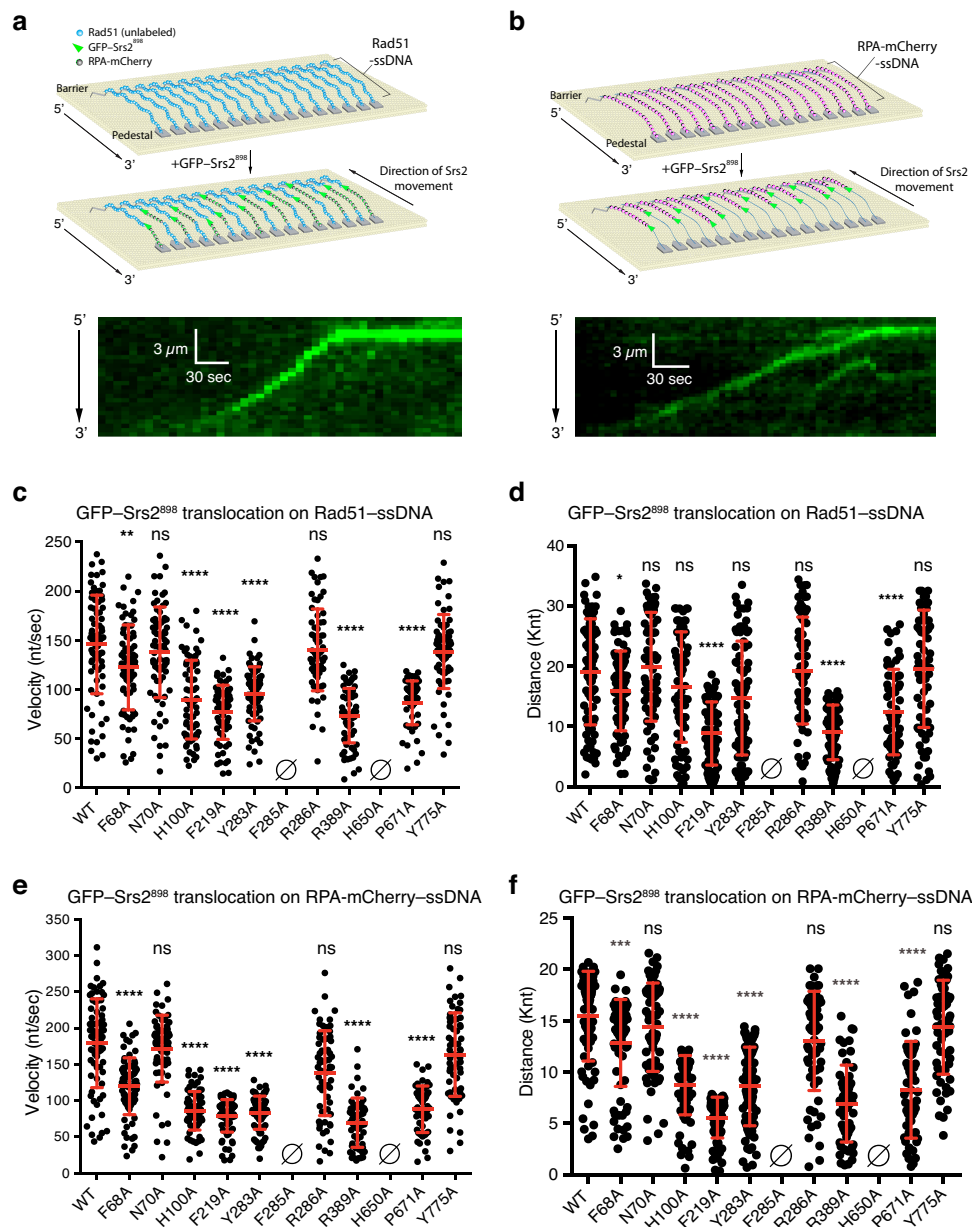 a
Rad51 (unlabeled)
GFP–Srs2⁸⁹⁸
RPA-mCherry
Rad51
-ssDNA
Barrier
5’
Pedestal
3’
+GFP–Srs2⁸⁹⁸
Direction of Srs2
movement
5’
3’
5’
3 µm
30 sec
3’
b
RPA-mCherry
-ssDNA
Barrier
5’
Pedestal
3’
+GFP–Srs2⁸⁹⁸
Direction of Srs2
movement
5’
3’
5’
3 µm
30 sec
3’
c
GFP–Srs2⁸⁹⁸ translocation on Rad51–ssDNA
** ns **** **** **** ns **** **** ns
Velocity (nt/sec)
250
200
150
100
50
0
WT F68A N70A H100A F219A Y283A F285A R286A R389A H650A P671A Y775A
d
GFP–Srs2⁸⁹⁸ translocation on Rad51–ssDNA
* ns ns **** ns ns **** **** ns
Distance (Knt)
40
30
20
10
0
WT F68A N70A H100A F219A Y283A F285A R286A R389A H650A P671A Y775A
e
GFP–Srs2⁸⁹⁸ translocation on RPA-mCherry–ssDNA
**** ns **** **** **** ns **** **** ns
Velocity (nt/sec)
350
300
250
200
150
100
50
0
WT F68A N70A H100A F219A Y283A F285A R286A R389A H650A P671A Y775A
f
GFP–Srs2⁸⁹⁸ translocation on RPA-mCherry–ssDNA
*** ns **** **** **** ns **** **** ns
Distance (Knt)
25
20
15
10
5
0
WT F68A N70A H100A F219A Y283A F285A R286A R389A H650A P671A Y775A